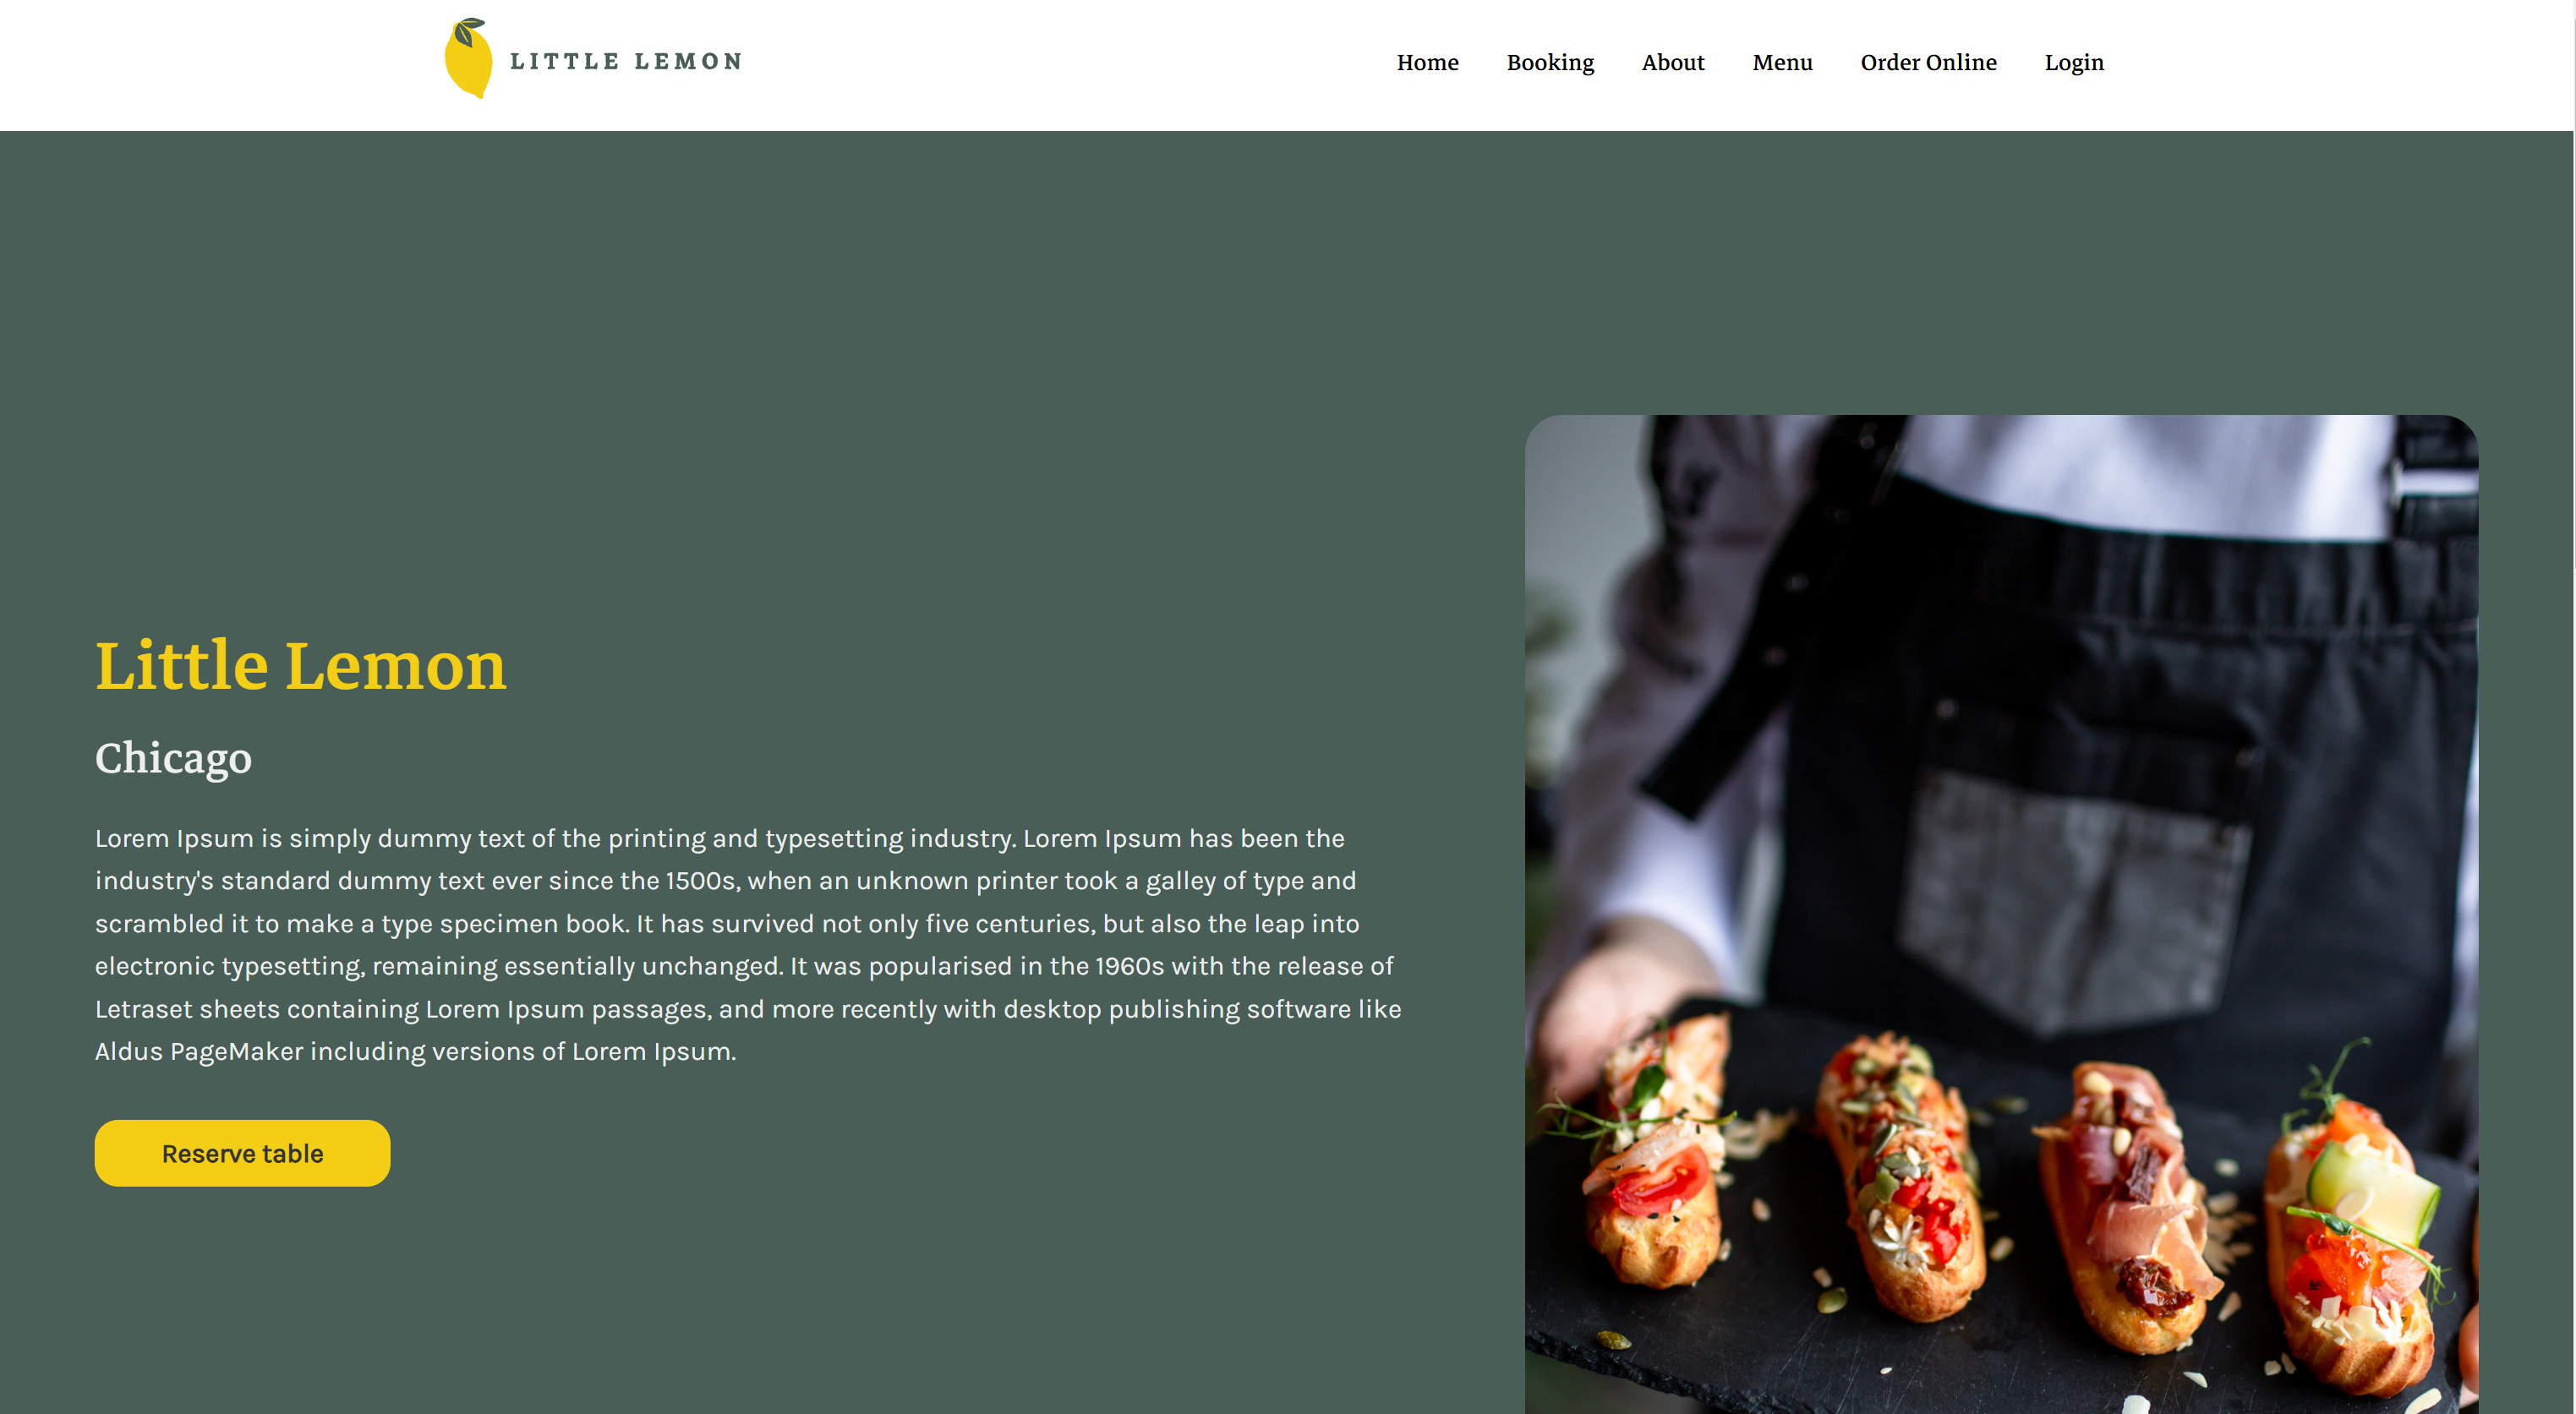 LITTLE LEMON
Home Booking About Menu Order Online Login
Little Lemon
Chicago
Lorem Ipsum is simply dummy text of the printing and typesetting industry. Lorem Ipsum has been the
industry's standard dummy text ever since the 1500s, when an unknown printer took a galley of type and
scrambled it to make a type specimen book. It has survived not only five centuries, but also the leap into
electronic typesetting, remaining essentially unchanged. It was popularised in the 1960s with the release of
Letraset sheets containing Lorem Ipsum passages, and more recently with desktop publishing software like
Aldus PageMaker including versions of Lorem Ipsum.
Reserve table